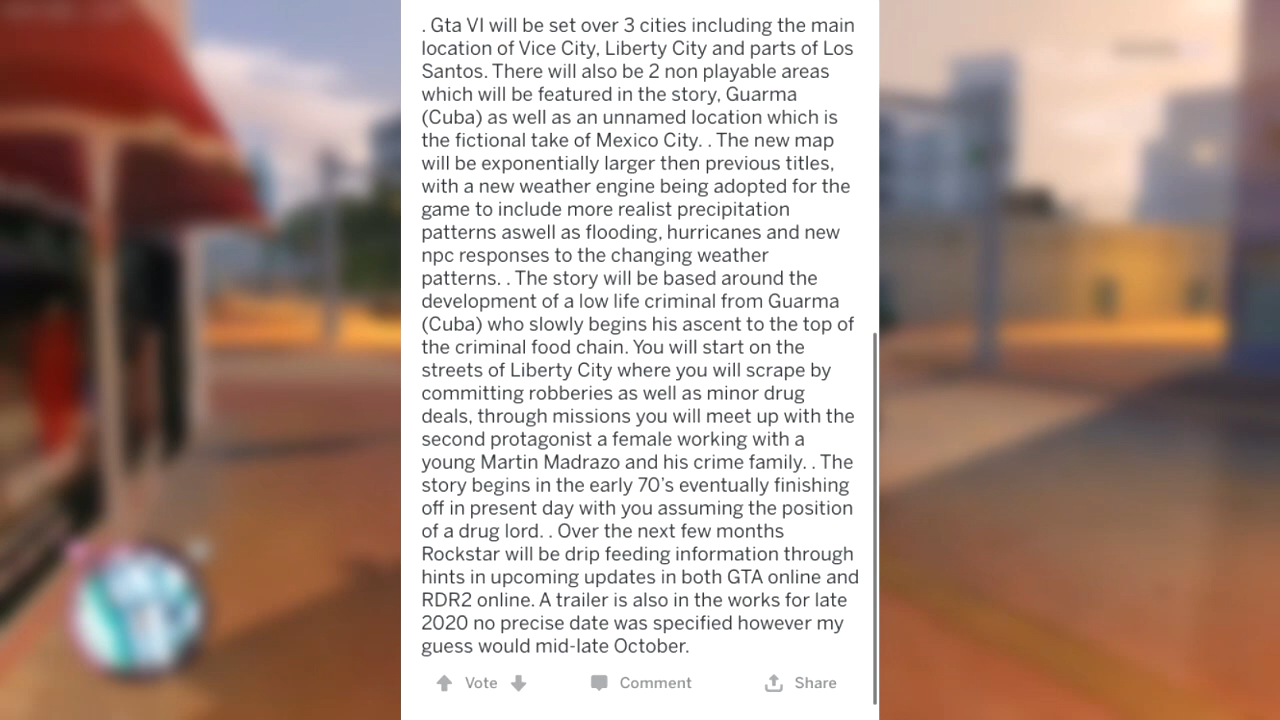 . Gta VI will be set over 3 cities including the main
location of Vice City, Liberty City and parts of Los
Santos. There will also be 2 non playable areas
which will be featured in the story, Guarma
(Cuba) as well as an unnamed location which is
the fictional take of Mexico City. . The new map
will be exponentially larger then previous titles,
with a new weather engine being adopted for the
game to include more realist precipitation
patterns aswell as flooding, hurricanes and new
npc responses to the changing weather
patterns. . The story will be based around the
development of a low life criminal from Guarma
(Cuba) who slowly begins his ascent to the top of
the criminal food chain. You will start on the
streets of Liberty City where you will scrape by
committing robberies as well as minor drug
deals, through missions you will meet up with the
second protagonist a female working with a
young Martin Madrazo and his crime family. . The
story begins in the early 70's eventually finishing
off in present day with you assuming the position
of a drug lord. . Over the next few months
Rockstar will be drip feeding information through
hints in upcoming updates in both GTA online and
RDR2 online. A trailer is also in the works for late
2020 no precise date was specified however my
guess would mid-late October.
Vote Comment Share